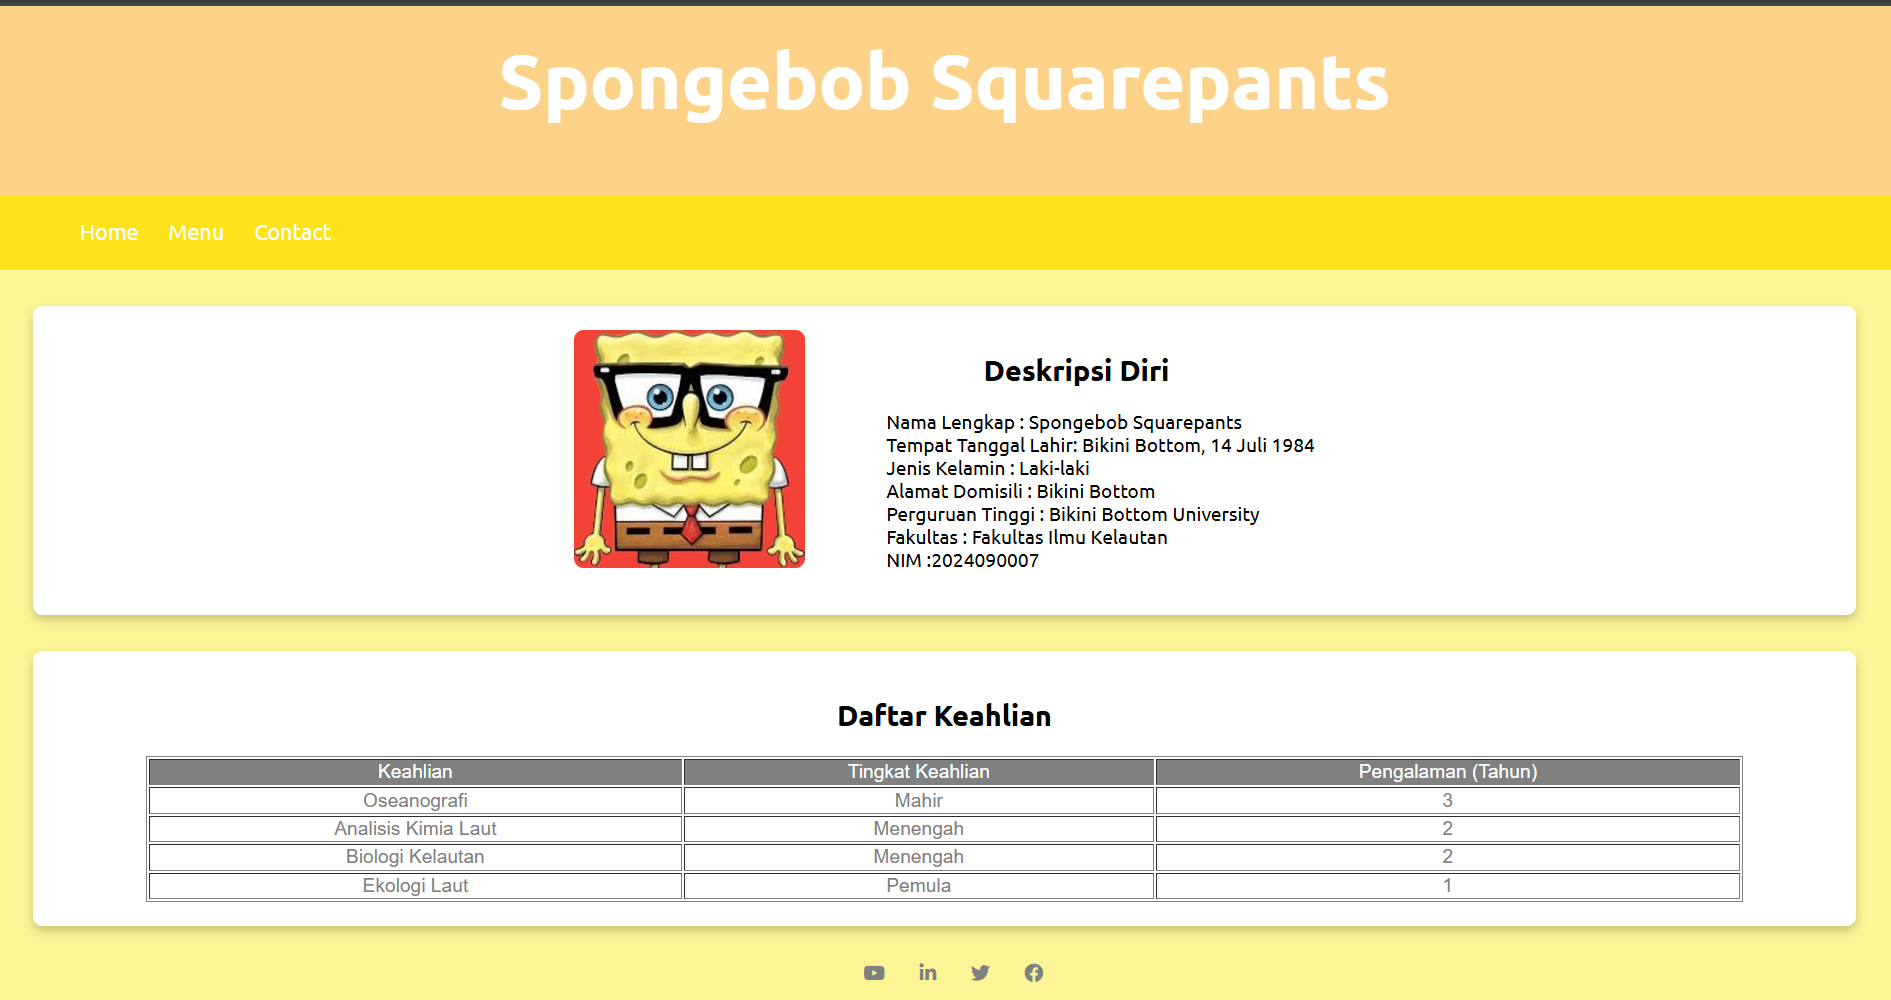 Spongebob Squarepants
Home Menu Contact
Deskripsi Diri
Nama Lengkap : Spongebob Squarepants
Tempat Tanggal Lahir: Bikini Bottom, 14 Juli 1984
Jenis Kelamin : Laki-laki
Alamat Domisili : Bikini Bottom
Perguruan Tinggi : Bikini Bottom University
Fakultas : Fakultas Ilmu Kelautan
NIM :2024090007
Daftar Keahlian
Keahlian Tingkat Keahlian Pengalaman (Tahun)
Oseanografi Mahir 3
Analisis Kimia Laut Menengah 2
Biologi Kelautan Menengah 2
Ekologi Laut Pemula 1